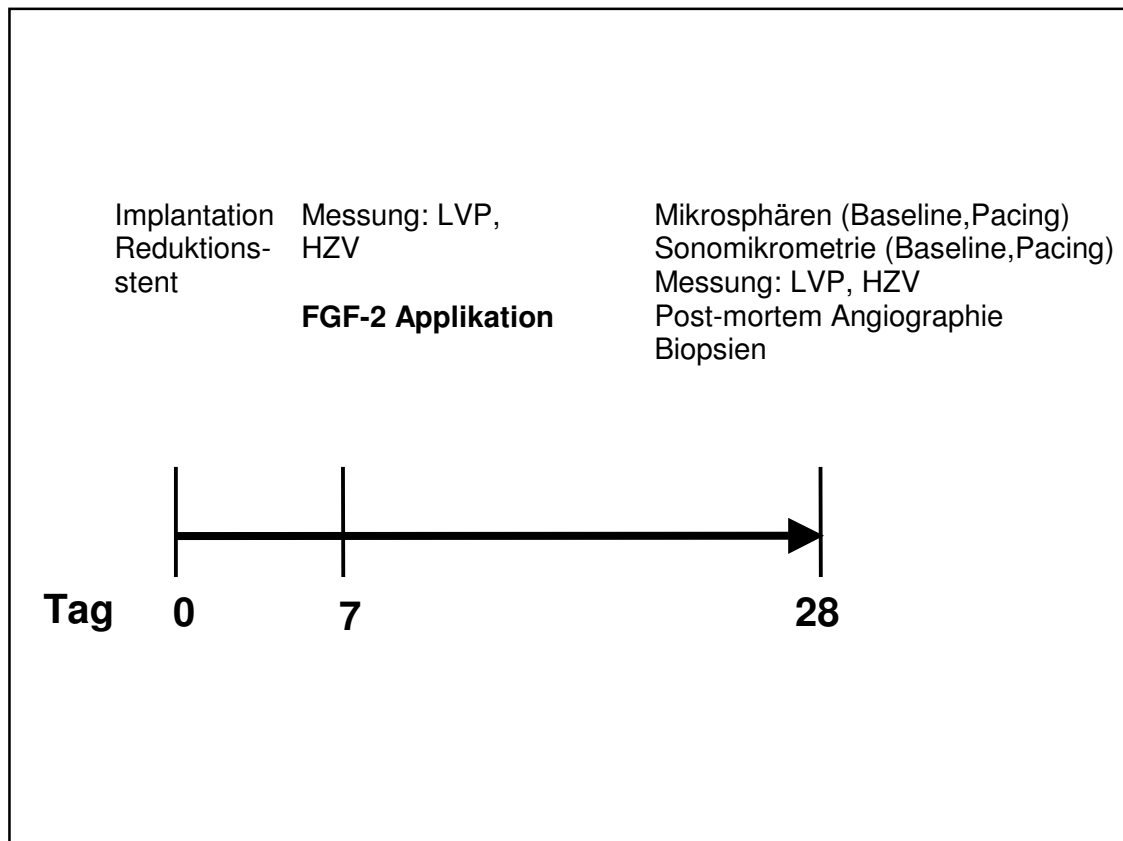 Implantation
Reduktions-
stent
Messung: LVP,
HZV
FGF-2 Applikation
Mikrosphären (Baseline,Pacing)
Sonomikrometrie (Baseline,Pacing)
Messung: LVP, HZV
Post-mortem Angiographie
Biopsien
Tag 0 7 28